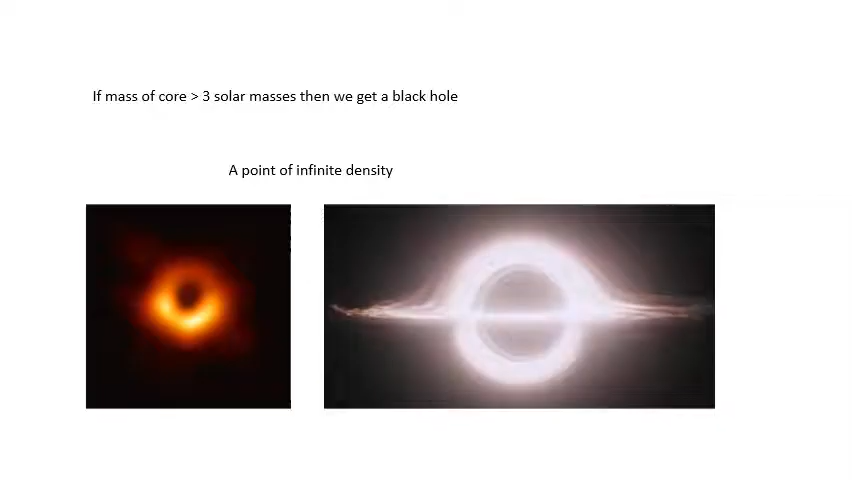 If mass of core > 3 solar masses then we get a black hole
A point of infinite density